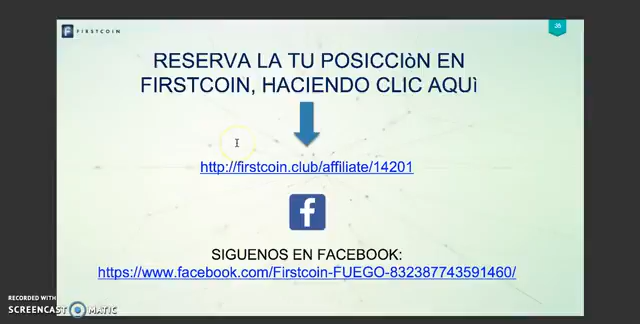 FIRSTCOIN
35
RESERVA LA TU POSICCIòN EN
FIRSTCOIN, HACIENDO CLIC AQUì
http://firstcoin.club/affiliate/14201
f
SIGUENOS EN FACEBOOK:
https://www.facebook.com/Firstcoin-FUEGO-832387743591460/
RECORDED WITH
SCREENCAST MATIC